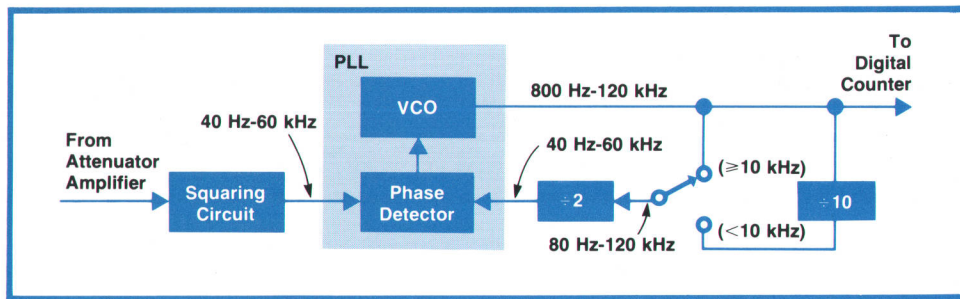 To
Digital
Counter
PLL
VCO
800 Hz-120 kHz
40 Hz-60 kHz
40 Hz-60 kHz
From
Attenuator
Amplifier
(≥10 kHz)
Squaring
Circuit
Phase
Detector
÷2
÷10
(<10 kHz)
80 Hz-120 kHz